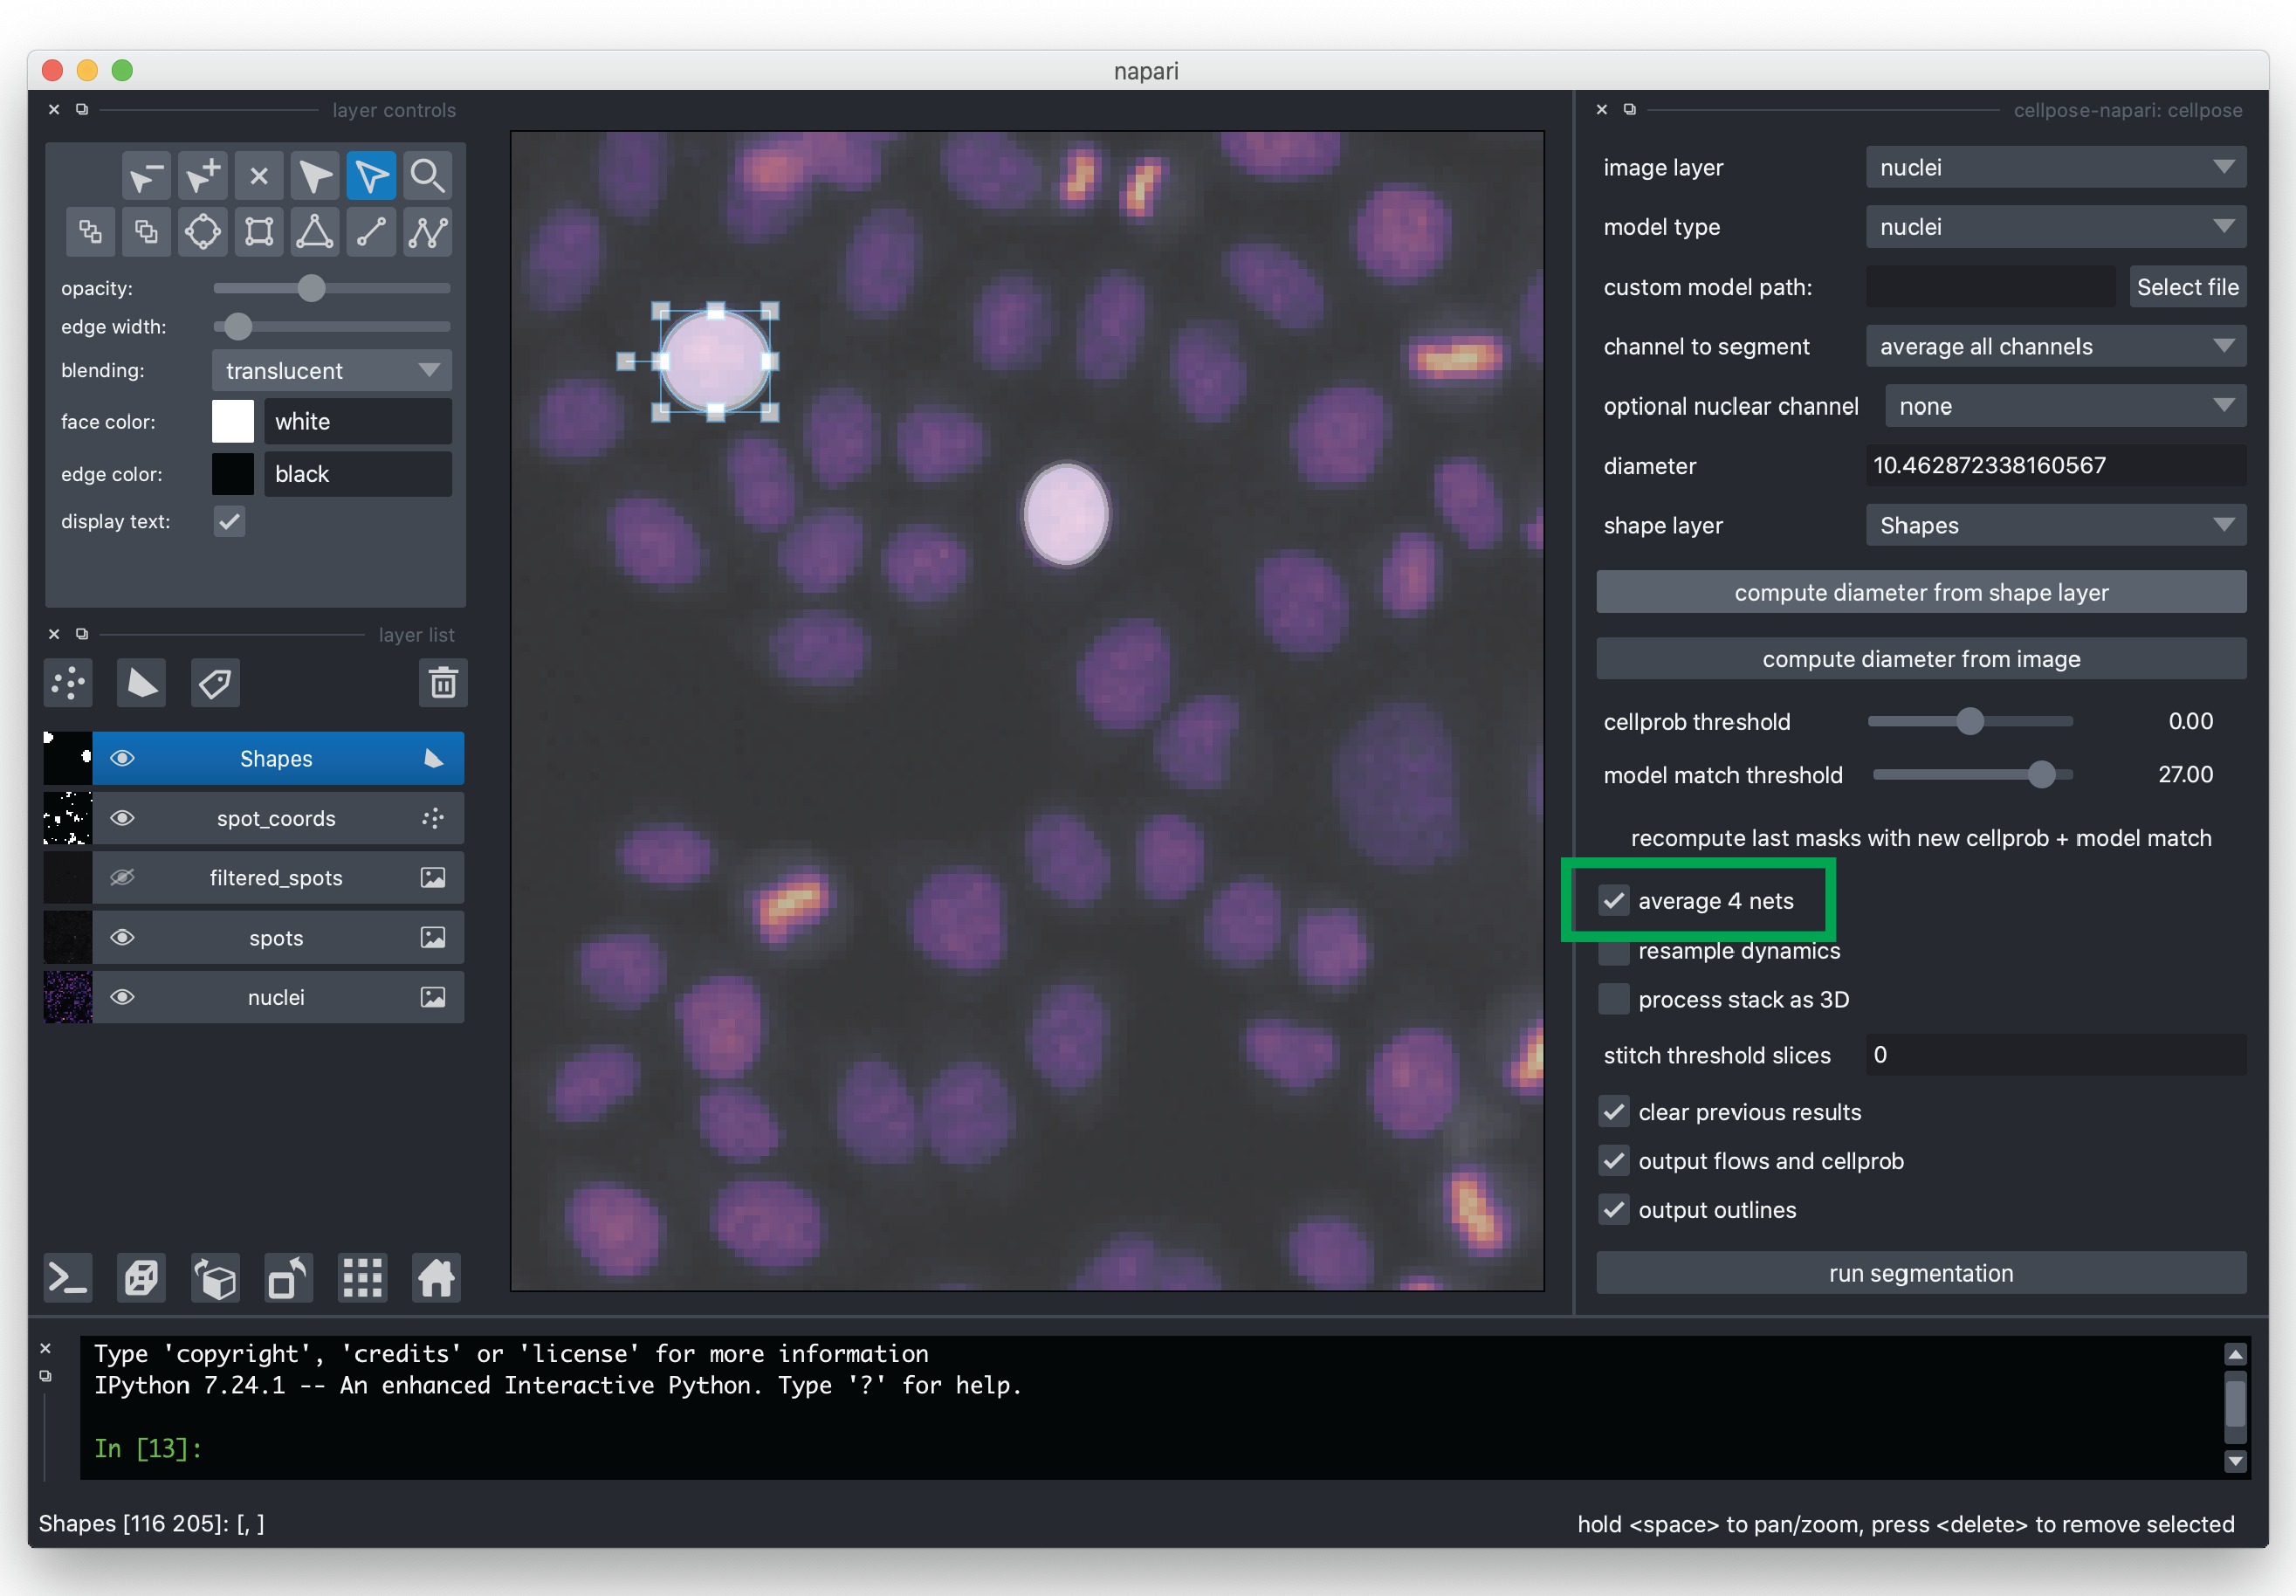 napari
layer controls
opacity:
edge width:
blending: translucent
face color: white
edge color: black
display text:
layer list
Shapes
spot_coords
filtered_spots
spots
nuclei
cellpose-napari: cellpose
image layer nuclei
model type nuclei
custom model path: Select file
channel to segment average all channels
optional nuclear channel none
diameter 10.462872338160567
shape layer Shapes
compute diameter from shape layer
compute diameter from image
cellprob threshold 0.00
model match threshold 27.00
recompute last masks with new cellprob + model match
average 4 nets
resample dynamics
process stack as 3D
stitch threshold slices 0
clear previous results
output flows and cellprob
output outlines
run segmentation
Type 'copyright', 'credits' or 'license' for more information
IPython 7.24.1 -- An enhanced Interactive Python. Type '?' for help.
In [13]:
Shapes [116 205]: [, ]
hold <space> to pan/zoom, press <delete> to remove selected